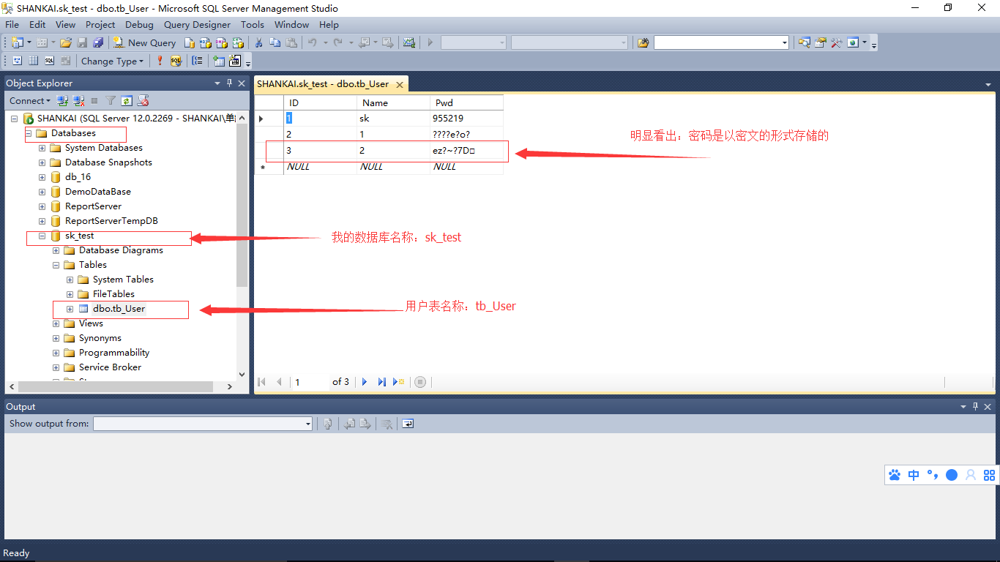 SHANKAI.sk_test - dbo.tb_User - Microsoft SQL Server Management Studio
File Edit View Project Debug Query Designer Tools Window Help
New Query
Change Type
Object Explorer
Connect
SHANKAI (SQL Server 12.0.2269 - SHANKAI\单
Databases
System Databases
Database Snapshots
db_16
DemoDataBase
ReportServer
ReportServerTempDB
sk_test
Database Diagrams
Tables
System Tables
FileTables
dbo.tb_User
Views
Synonyms
Programmability
Service Broker
SHANKAI.sk_test - dbo.tb_User
ID Name Pwd
1 sk 955219
2 1 ????e?o?
3 2 ez?~?7D□
* NULL NULL NULL
明显看出：密码是以密文的形式存储的
我的数据库名称：sk_test
用户表名称：tb_User
1 of 3
Output
Show output from:
中
Ready